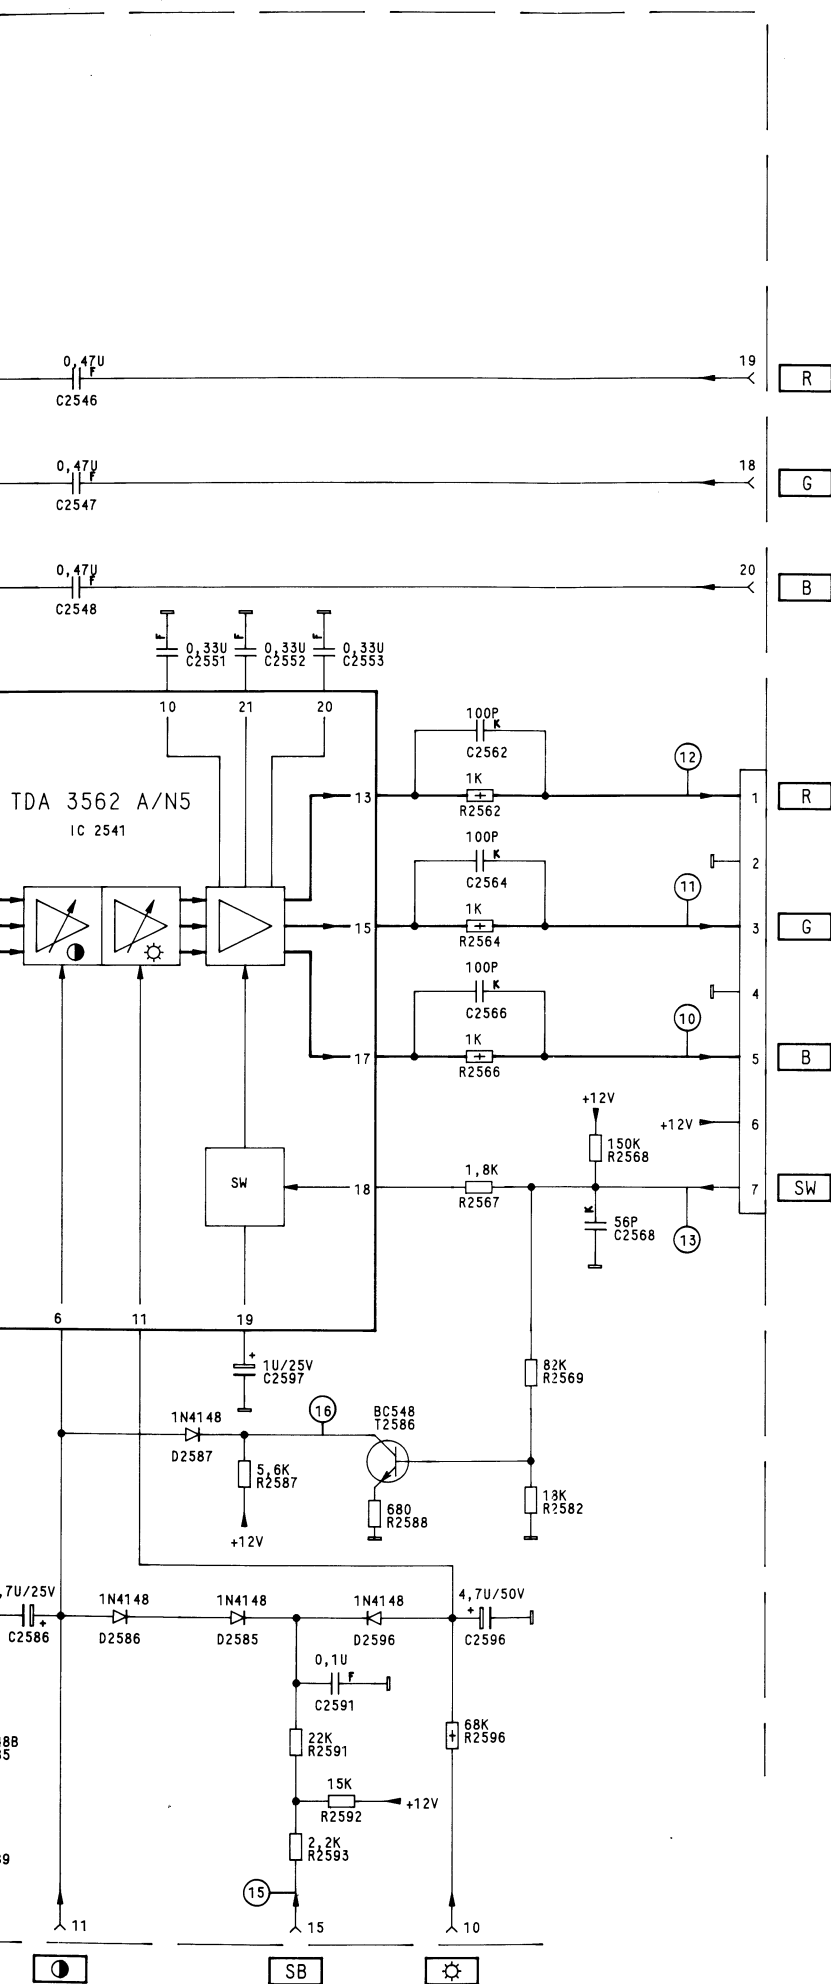 0,47U
F
C2546
19
R
0,47U
F
C2547
18
G
0,47U
F
C2548
20
B
F
0,33U
C2551
F
0,33U
C2552
F
0,33U
C2553
10
21
20
TDA 3562 A/N5
IC 2541
100P
K
C2562
12
13
1K
R2562
1
R
100P
K
C2564
2
11
15
1K
R2564
3
G
100P
K
C2566
4
10
17
1K
R2566
5
B
+12V
+12V
6
150K
R2568
SW
18
1,8K
R2567
7
SW
K
56P
C2568
13
6
11
19
+
1U/25V
C2597
82K
R2569
16
BC548
T2586
1N4148
D2587
5,6K
R2587
+12V
680
R2588
18K
R2582
,7U/25V
+
C2586
1N4148
D2586
1N4148
D2585
1N4148
D2596
4,7U/50V
+
C2596
0,1U
F
C2591
48B
22K
R2591
68K
R2596
15K
R2592
+12V
2,2K
R2593
15
11
15
10
SB